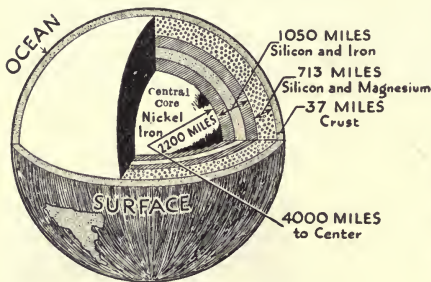 OCEAN
1050 MILES
Silicon and Iron
713 MILES
Silicon and Magnesium
37 MILES
Crust
Central
Core
Nickel
Iron
2200 MILES
SURFACE
4000 MILES
to Center